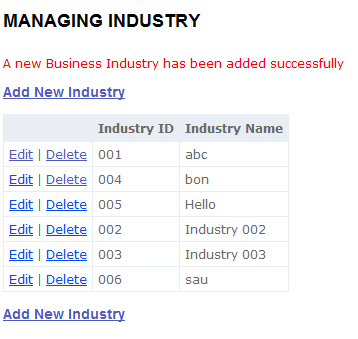 MANAGING INDUSTRY
A new Business Industry has been added successfully
Add New Industry
Industry ID Industry Name
Edit | Delete 001 abc
Edit | Delete 004 bon
Edit | Delete 005 Hello
Edit | Delete 002 Industry 002
Edit | Delete 003 Industry 003
Edit | Delete 006 sau
Add New Industry